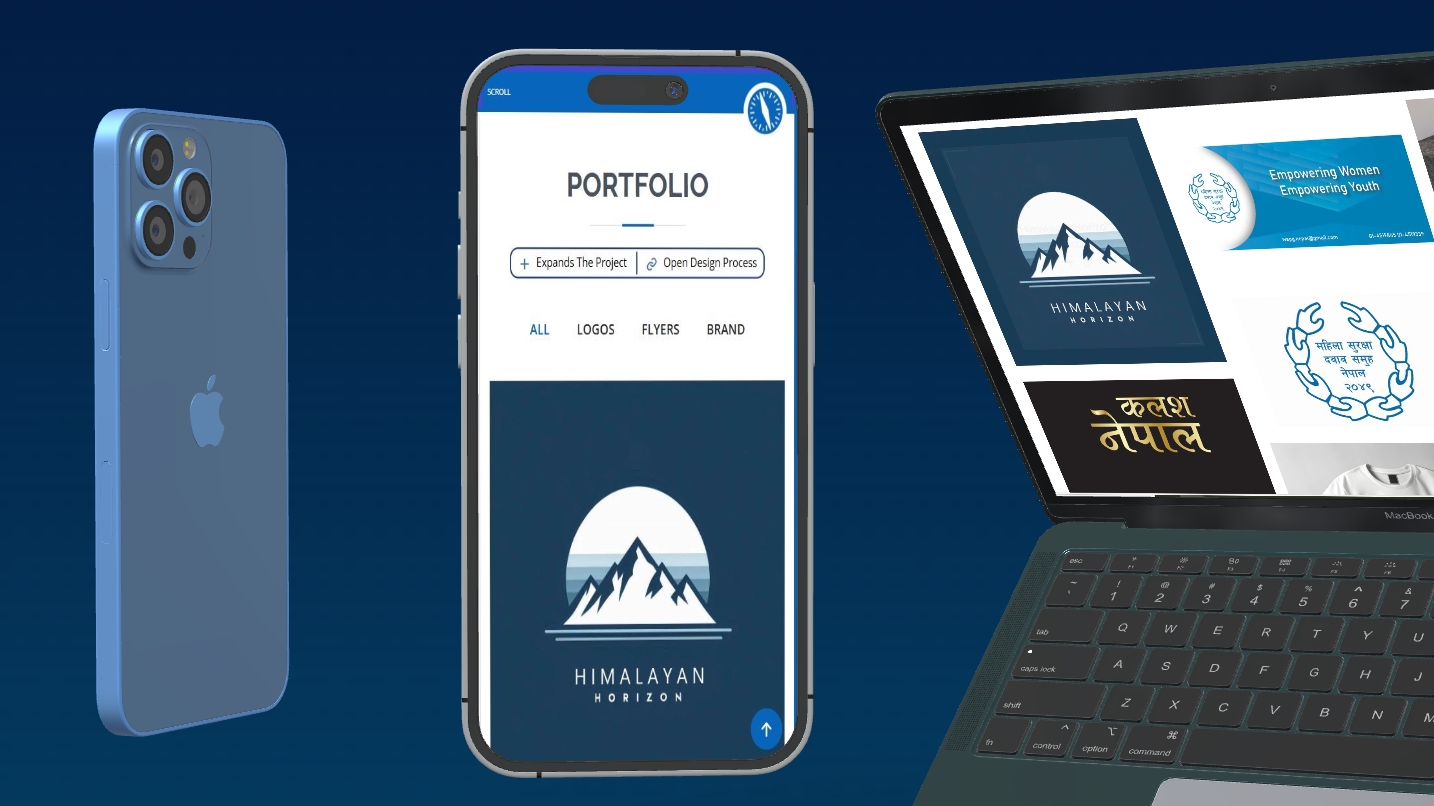 SCROLL
PORTFOLIO
Expands The Project
Open Design Process
ALL LOGOS FLYERS BRAND
HIMALAYAN
HORIZON
HIMALAYAN
HORIZON
Empowering Women
Empowering Youth
महिला सुरक्षा
दबाब समुह
नेपाल
२०४९
कलश
नेपाल
MacBook
esc F1 F2 F3 F4 F5 F6
~ ! @ # $ % ^ &
` 1 2 3 4 5 6 7
tab Q W E R T Y U
caps lock A S D F G H J
shift Z X C V B N M
fn control option command